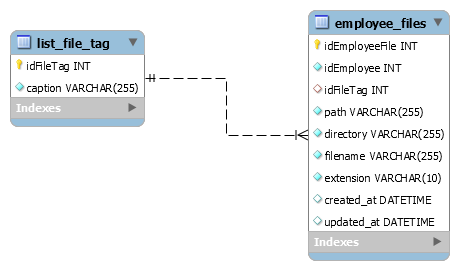 list_file_tag
idFileTag INT
caption VARCHAR(255)
Indexes
employee_files
idEmployeeFile INT
idEmployee INT
idFileTag INT
path VARCHAR(255)
directory VARCHAR(255)
filename VARCHAR(255)
extension VARCHAR(10)
created_at DATETIME
updated_at DATETIME
Indexes